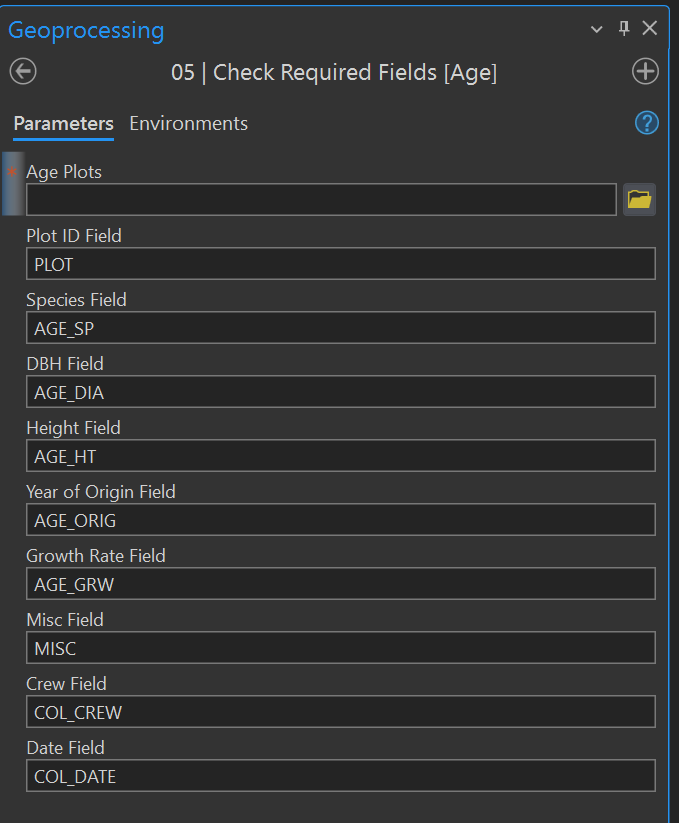 Geoprocessing
05 | Check Required Fields [Age]
Parameters Environments
?
* Age Plots
Plot ID Field
PLOT
Species Field
AGE_SP
DBH Field
AGE_DIA
Height Field
AGE_HT
Year of Origin Field
AGE_ORIG
Growth Rate Field
AGE_GRW
Misc Field
MISC
Crew Field
COL_CREW
Date Field
COL_DATE